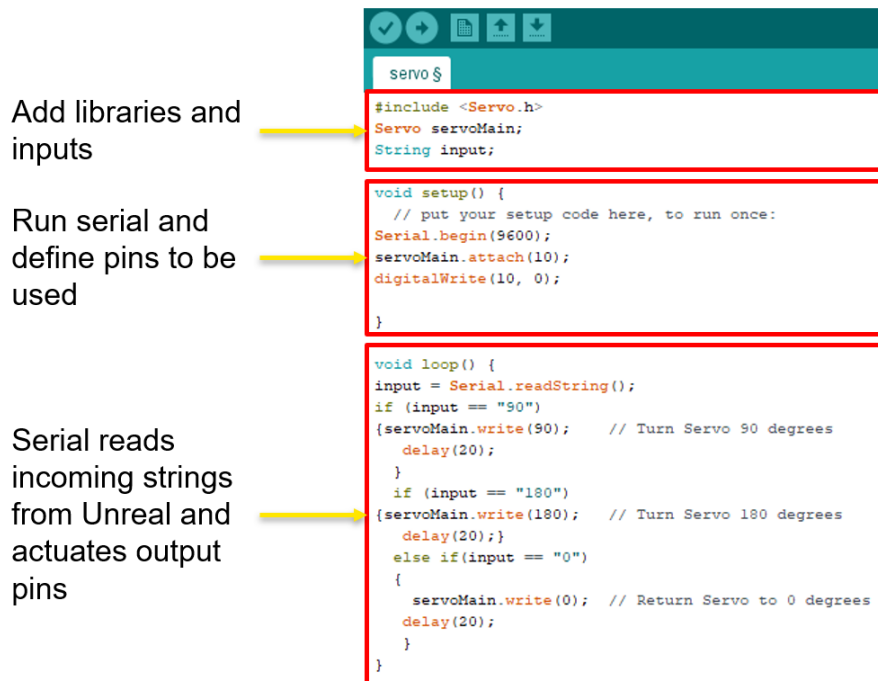 servo §
Add libraries and
inputs
#include <Servo.h>
Servo servoMain;
String input;
Run serial and
define pins to be
used
void setup() {
  // put your setup code here, to run once:
Serial.begin(9600);
servoMain.attach(10);
digitalWrite(10, 0);
}
Serial reads
incoming strings
from Unreal and
actuates output
pins
void loop() {
input = Serial.readString();
if (input == "90")
{servoMain.write(90);    // Turn Servo 90 degrees
   delay(20);
  }
  if (input == "180")
{servoMain.write(180);   // Turn Servo 180 degrees
   delay(20);}
  else if(input == "0")
  {
    servoMain.write(0);  // Return Servo to 0 degrees
   delay(20);
   }
}